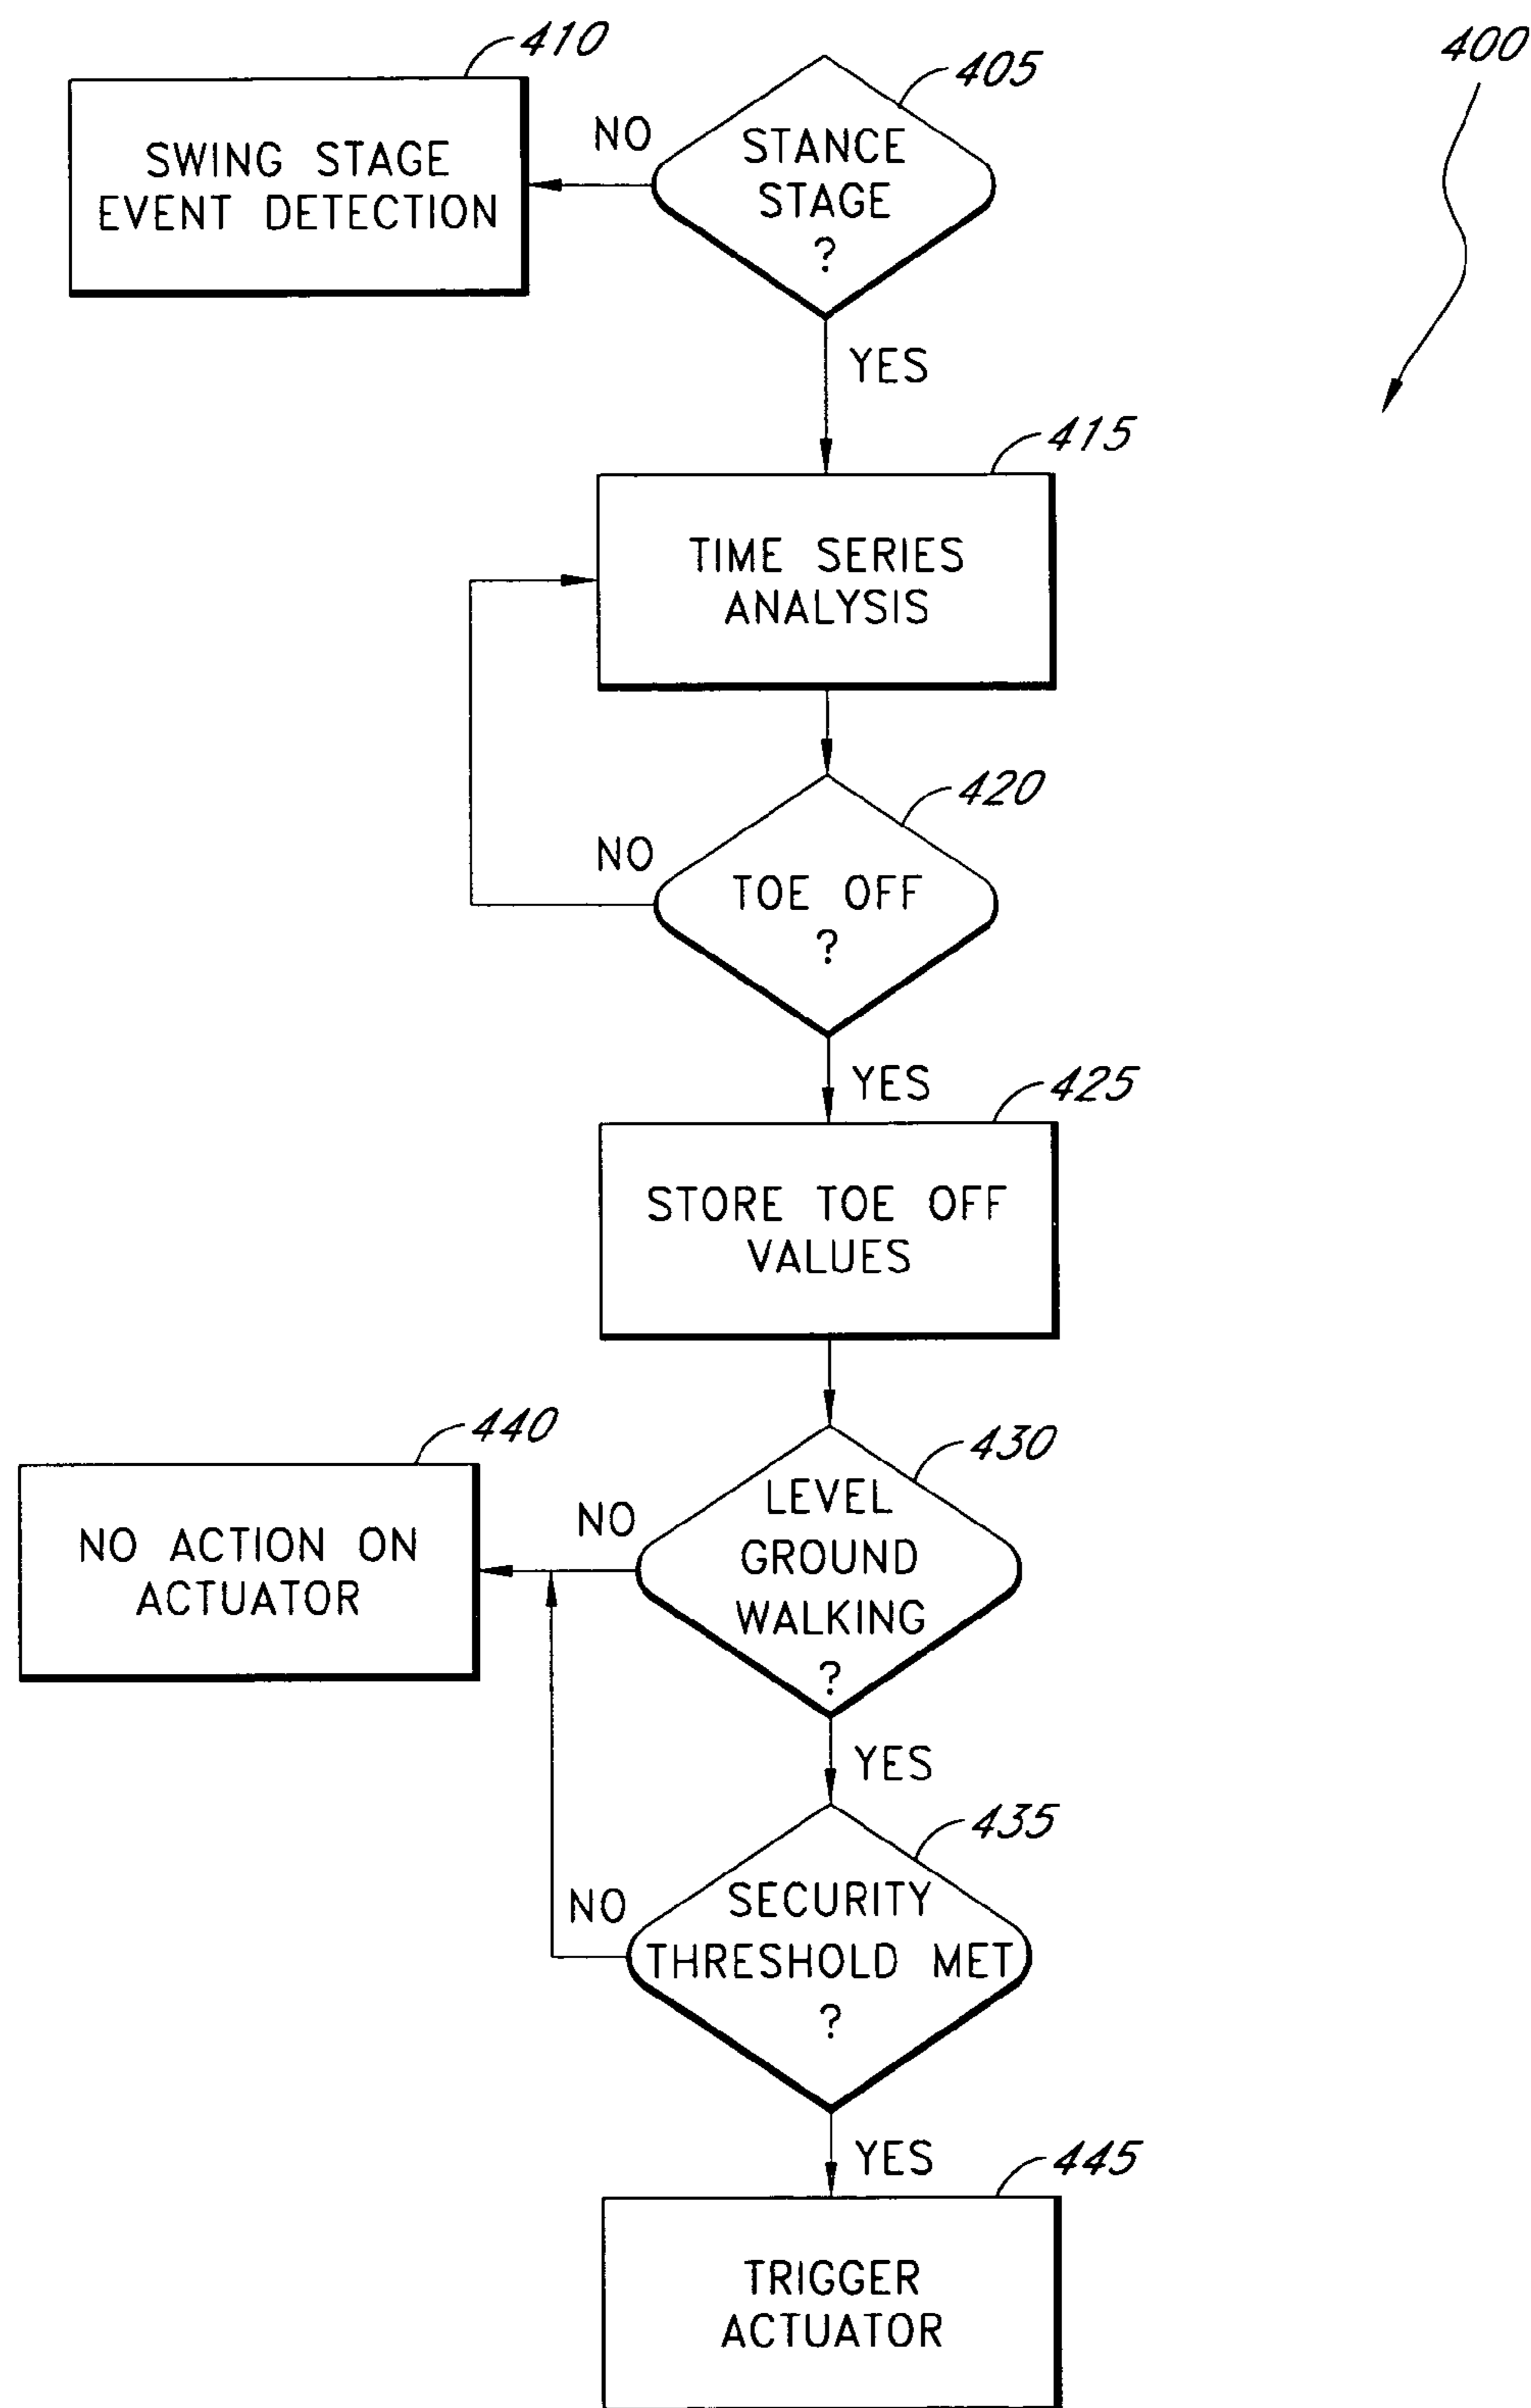 410
405
400
SWING STAGE
EVENT DETECTION
NO
STANCE
STAGE
?
YES
415
TIME SERIES
ANALYSIS
420
NO
TOE OFF
?
YES
425
STORE TOE OFF
VALUES
440
430
NO ACTION ON
ACTUATOR
NO
LEVEL
GROUND
WALKING
?
YES
435
NO
SECURITY
THRESHOLD MET
?
YES
445
TRIGGER
ACTUATOR